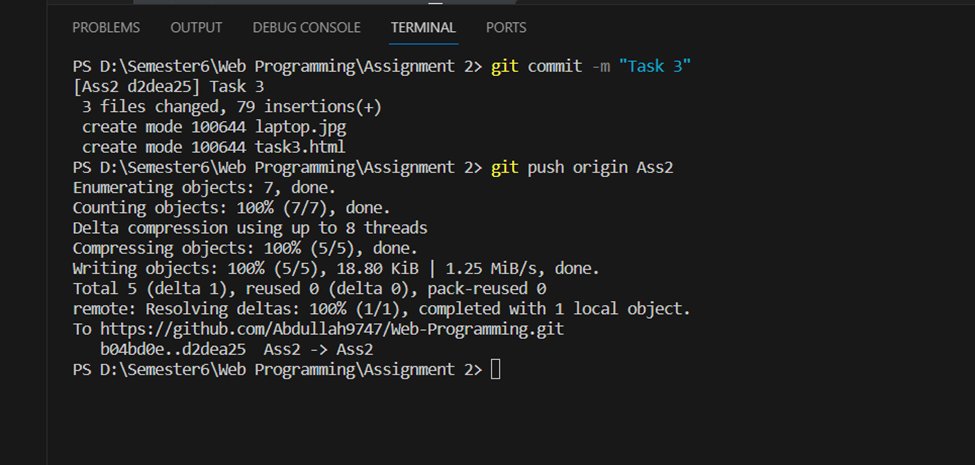 PROBLEMS OUTPUT DEBUG CONSOLE TERMINAL PORTS
PS D:\Semester6\Web Programming\Assignment 2> git commit -m "Task 3"
[Ass2 d2dea25] Task 3
 3 files changed, 79 insertions(+)
 create mode 100644 laptop.jpg
 create mode 100644 task3.html
PS D:\Semester6\Web Programming\Assignment 2> git push origin Ass2
Enumerating objects: 7, done.
Counting objects: 100% (7/7), done.
Delta compression using up to 8 threads
Compressing objects: 100% (5/5), done.
Writing objects: 100% (5/5), 18.80 KiB | 1.25 MiB/s, done.
Total 5 (delta 1), reused 0 (delta 0), pack-reused 0
remote: Resolving deltas: 100% (1/1), completed with 1 local object.
To https://github.com/Abdullah9747/Web-Programming.git
   b04bd0e..d2dea25  Ass2 -> Ass2
PS D:\Semester6\Web Programming\Assignment 2>